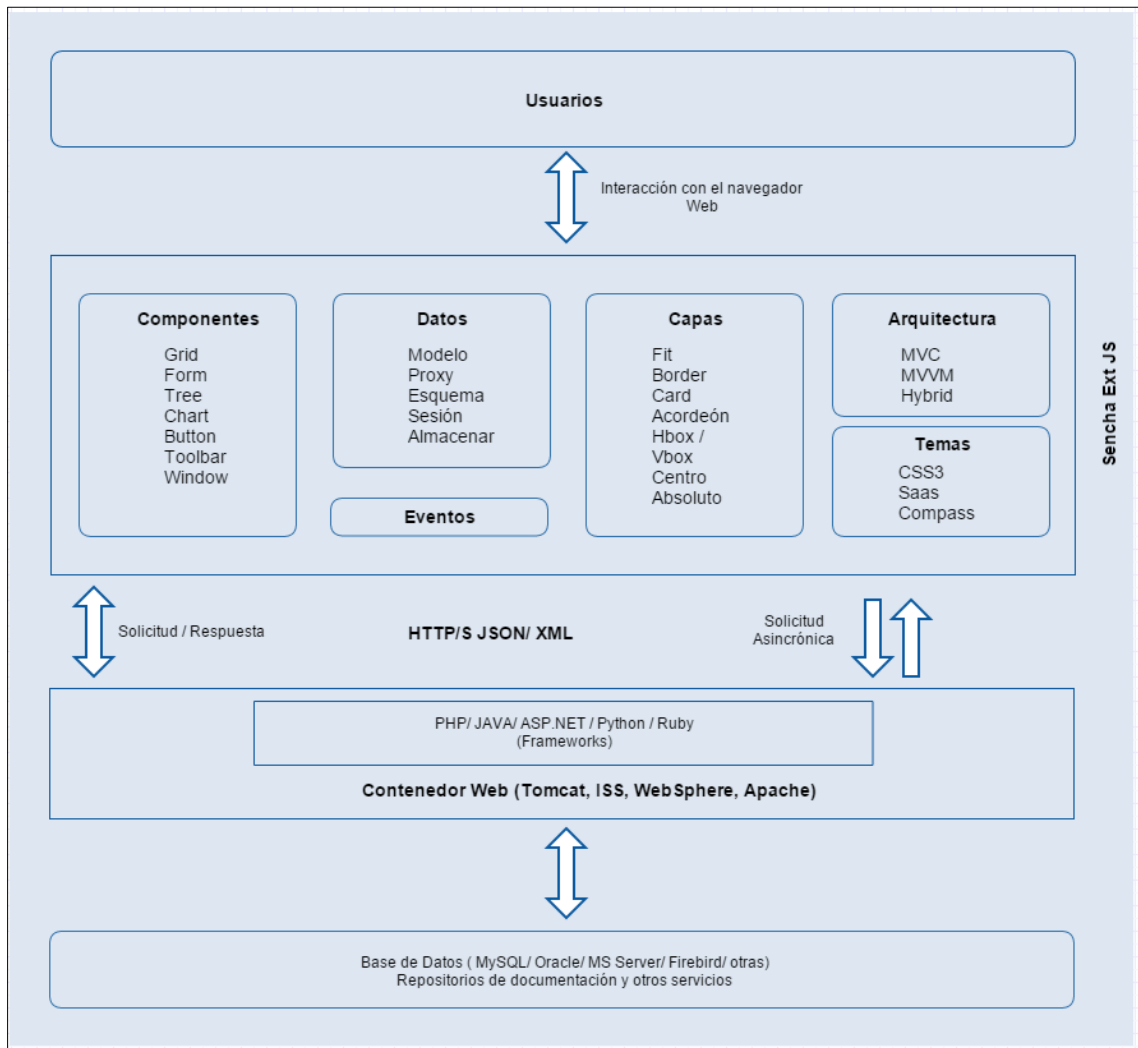 Usuarios
Interacción con el navegador
Web
Componentes
Grid
Form
Tree
Chart
Button
Toolbar
Window
Datos
Modelo
Proxy
Esquema
Sesión
Almacenar
Eventos
Capas
Fit
Border
Card
Acordeón
Hbox /
Vbox
Centro
Absoluto
Arquitectura
MVC
MVVM
Hybrid
Temas
CSS3
Saas
Compass
Sencha Ext JS
Solicitud / Respuesta
HTTP/S JSON/ XML
Solicitud
Asincrónica
PHP/ JAVA/ ASP.NET / Python / Ruby
(Frameworks)
Contenedor Web (Tomcat, ISS, WebSphere, Apache)
Base de Datos ( MySQL/ Oracle/ MS Server/ Firebird/ otras)
Repositorios de documentación y otros servicios